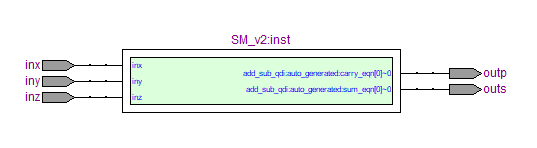 SM_v2:inst
inx
iny
inz
inx
iny
inz
add_sub_qdi:auto_generated:carry_eqn[0]~0
add_sub_qdi:auto_generated:sum_eqn[0]~0
outp
outs